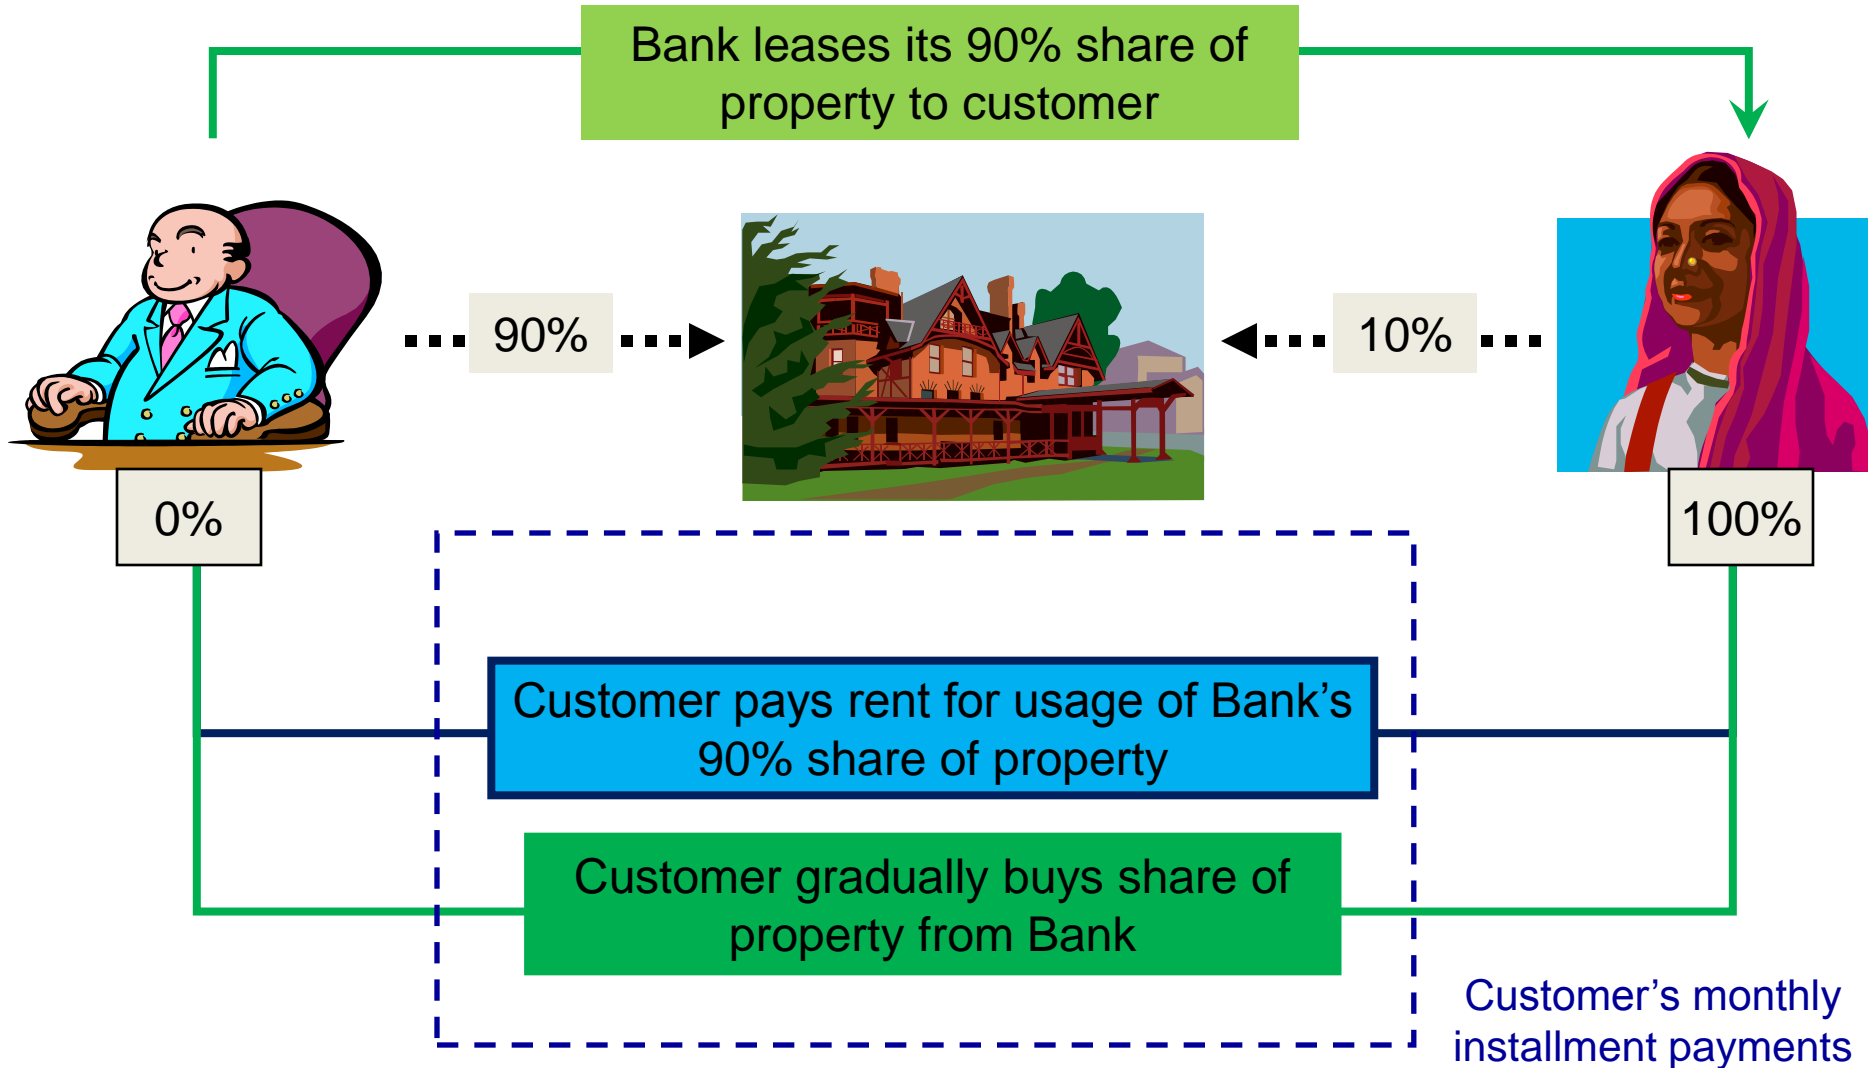 Bank leases its 90% share of
property to customer
90%
10%
0%
100%
Customer pays rent for usage of Bank’s
90% share of property
Customer gradually buys share of
property from Bank
Customer’s monthly
installment payments